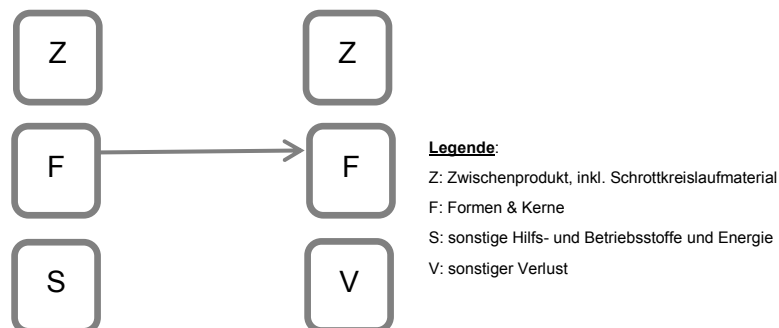 Z Z
F F
S V
Legende:
Z: Zwischenprodukt, inkl. Schrottkreislaufmaterial
F: Formen & Kerne
S: sonstige Hilfs- und Betriebsstoffe und Energie
V: sonstiger Verlust